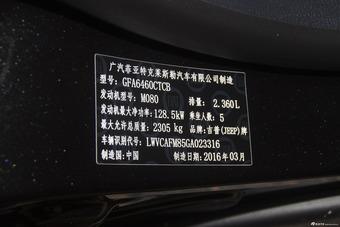 广汽菲亚特克莱斯勒汽车有限公司制造
型号: GFA6460CTCB
发动机型号: M080 排量: 2.360L
发动机最大净功率: 128.5kW 乘坐人数: 5
最大允许总质量: 2305 kg 品牌: 吉普(JEEP)牌
车辆识别代号: LWVCAFM85GA023316
制造国: 中国 制造日期: 2016年03月